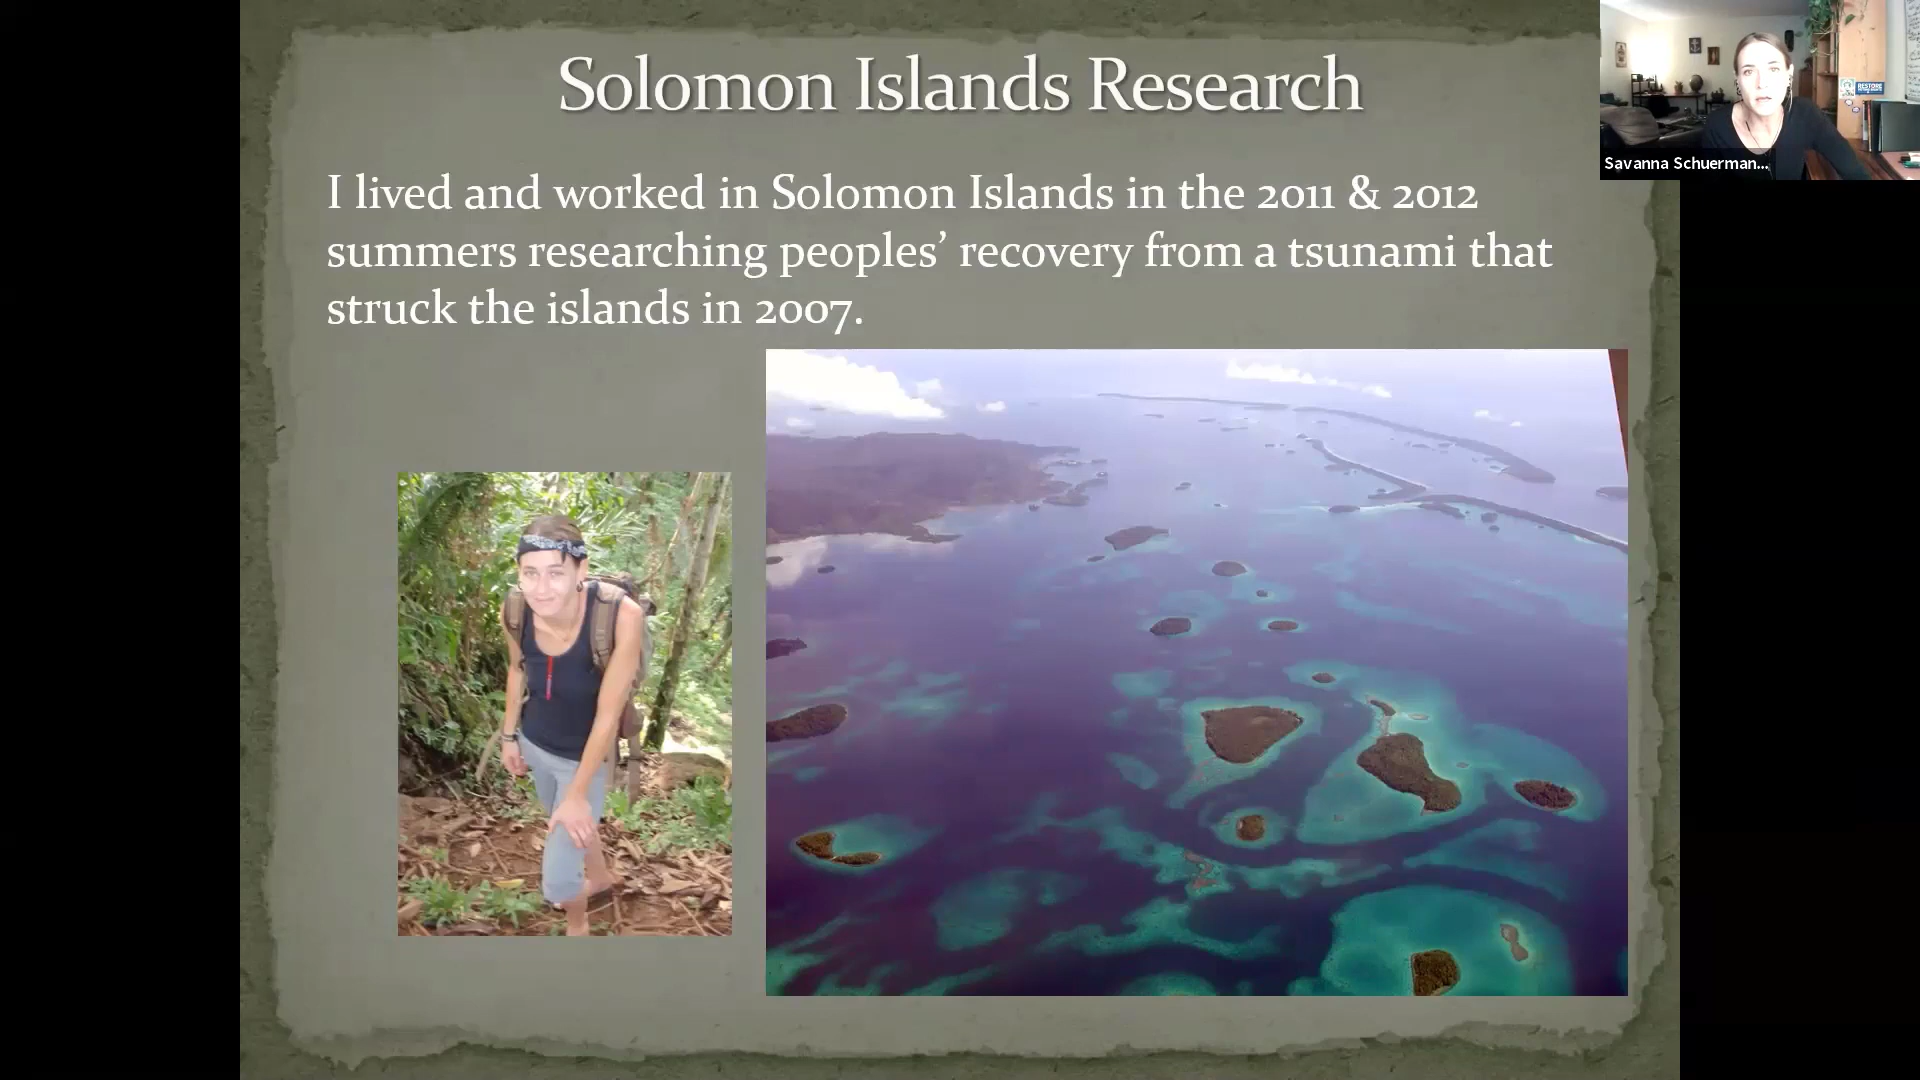 Solomon Islands Research
I lived and worked in Solomon Islands in the 2011 & 2012
summers researching peoples’ recovery from a tsunami that
struck the islands in 2007.
RESTORE
Savanna Schuerman...